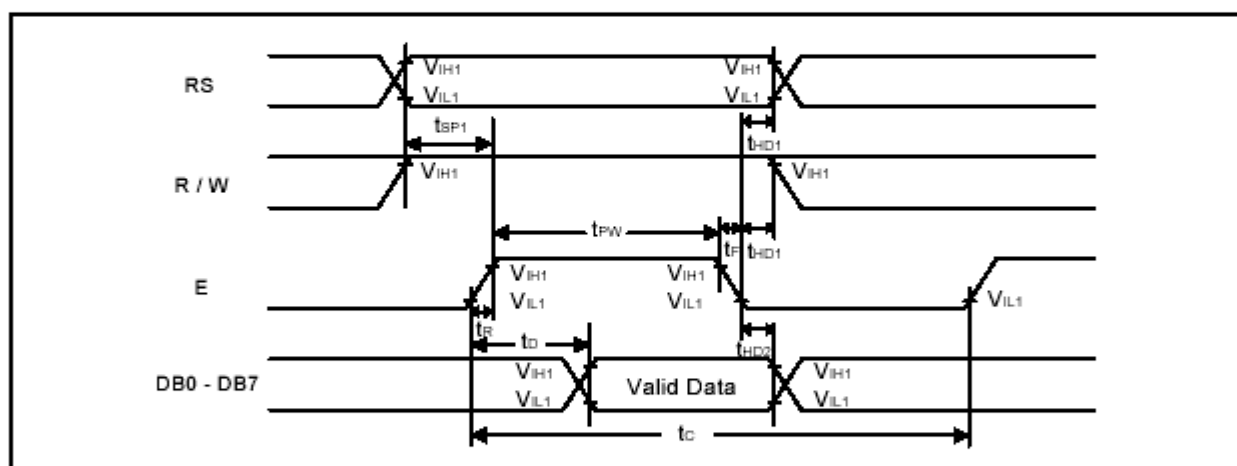 RS
VIH1 VIH1
VIL1 VIL1
tSP1 tHD1
R / W
VIH1 VIH1
tPW tF tHD1
E
VIH1 VIH1
VIL1 VIL1 VIL1
tR
tD tHD2
DB0 - DB7
VIH1 Valid Data VIH1
VIL1 VIL1
tC